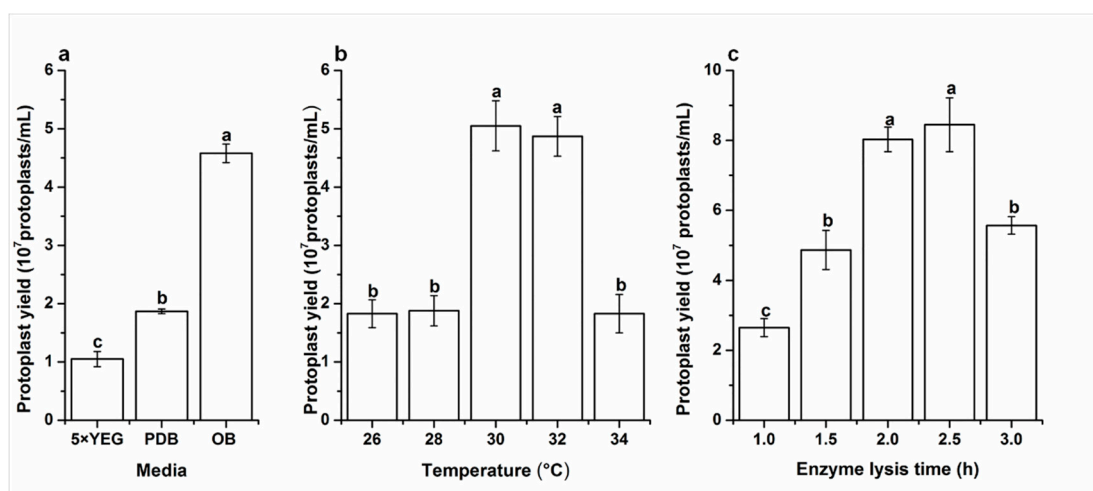 a
Protoplast yield (10⁷protoplasts/mL)
6
5
4
3
2
1
0
c
b
a
5×YEG PDB OB
Media
b
Protoplast yield (10⁷protoplasts/mL)
6
5
4
3
2
1
0
b
b
a
a
b
26 28 30 32 34
Temperature (°C)
c
Protoplast yield (10⁷ protoplasts/mL)
10
8
6
4
2
0
c
b
a
a
b
1.0 1.5 2.0 2.5 3.0
Enzyme lysis time (h)